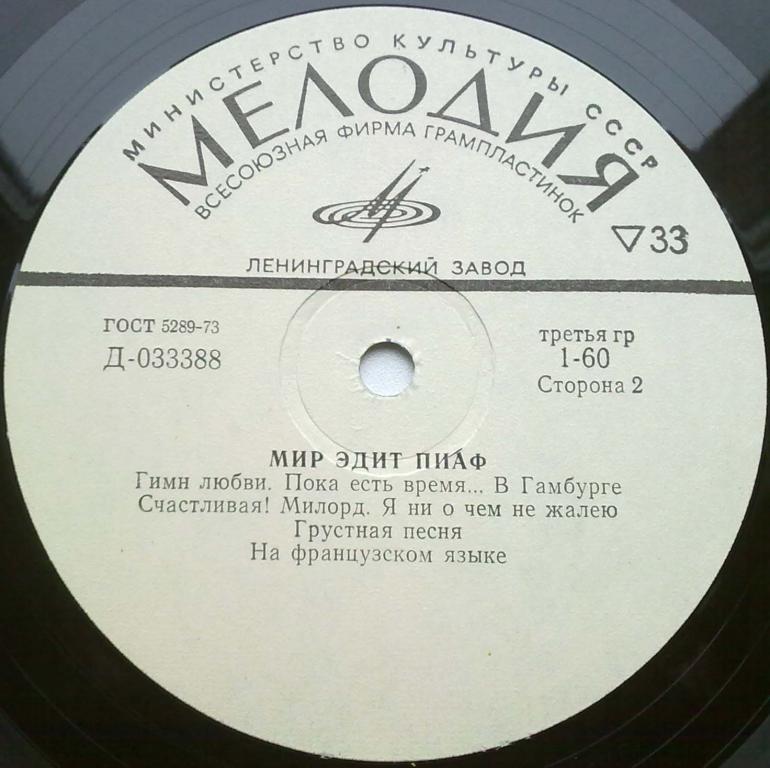 МИНИСТЕРСТВО КУЛЬТУРЫ СССР
МЕЛОДИЯ
ВСЕСОЮЗНАЯ ФИРМА ГРАМПЛАСТИНОК
▽33
ЛЕНИНГРАДСКИЙ ЗАВОД
ГОСТ 5289-73
Д-033388
третья гр
1-60
Сторона 2
МИР ЭДИТ ПИАФ
Гимн любви. Пока есть время... В Гамбурге
Счастливая! Милорд. Я ни о чем не жалею
Грустная песня
На французском языке